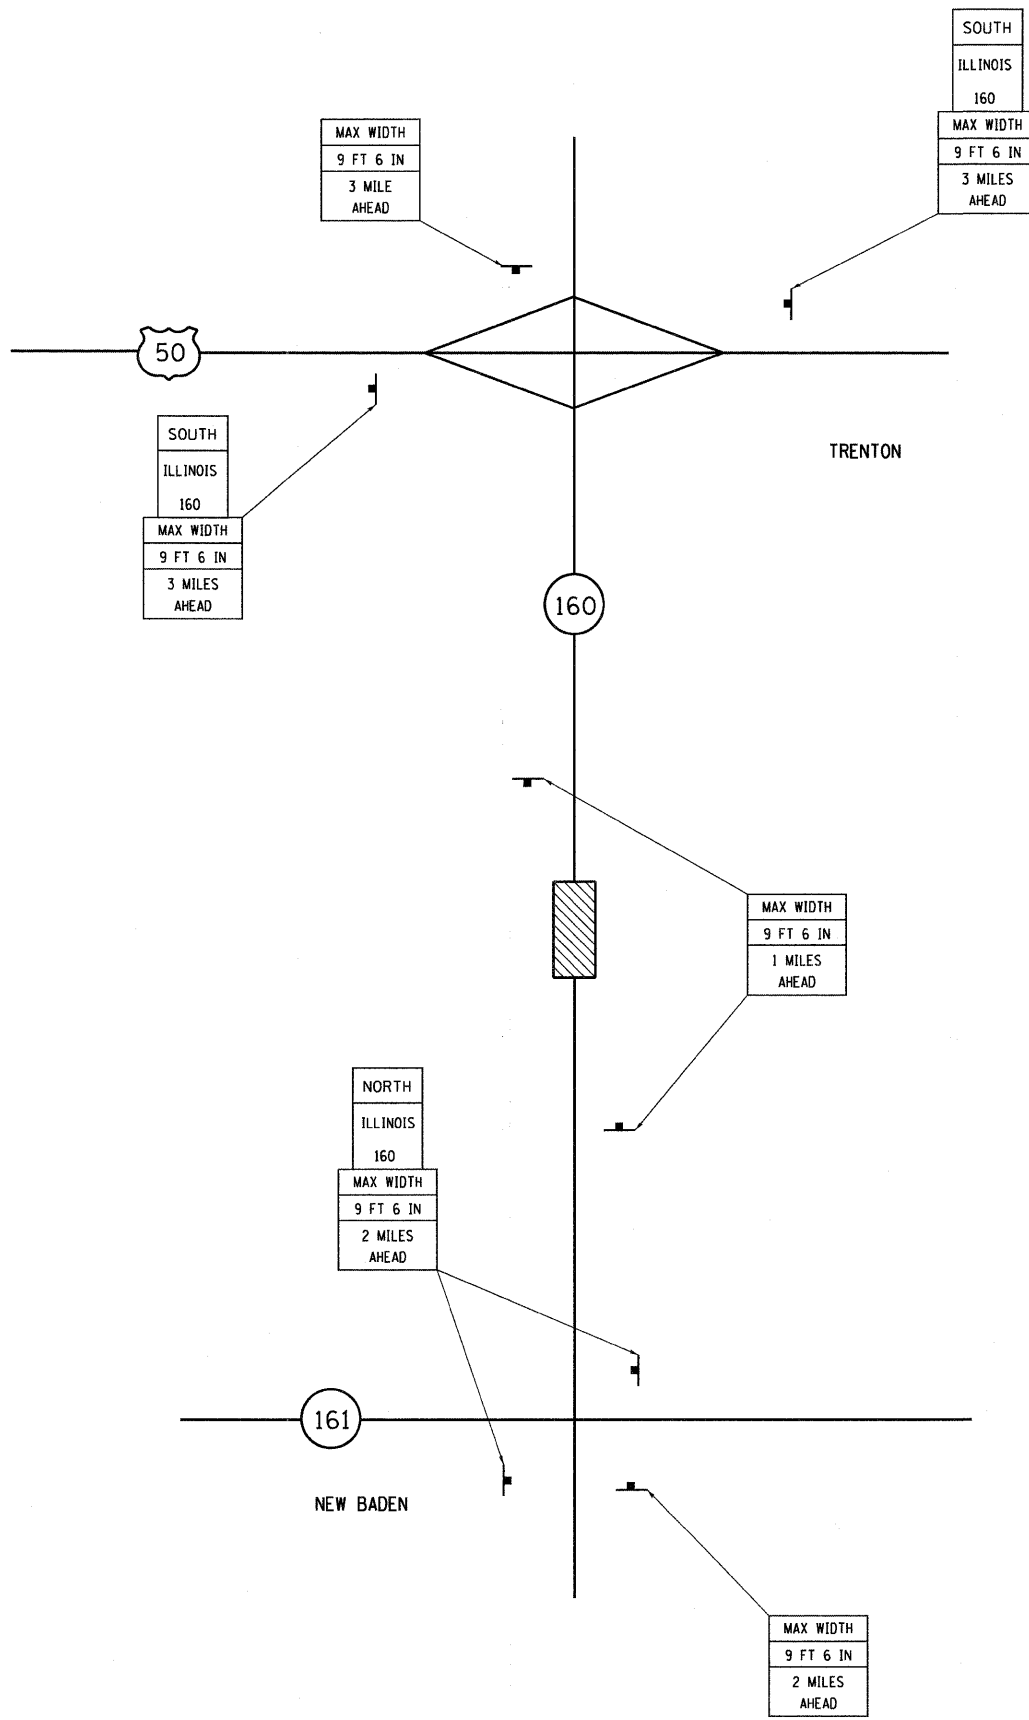 SOUTH
ILLINOIS
160
MAX WIDTH
9 FT 6 IN
3 MILES
AHEAD
MAX WIDTH
9 FT 6 IN
3 MILE
AHEAD
50
SOUTH
ILLINOIS
160
MAX WIDTH
9 FT 6 IN
3 MILES
AHEAD
TRENTON
160
MAX WIDTH
9 FT 6 IN
1 MILES
AHEAD
NORTH
ILLINOIS
160
MAX WIDTH
9 FT 6 IN
2 MILES
AHEAD
161
NEW BADEN
MAX WIDTH
9 FT 6 IN
2 MILES
AHEAD